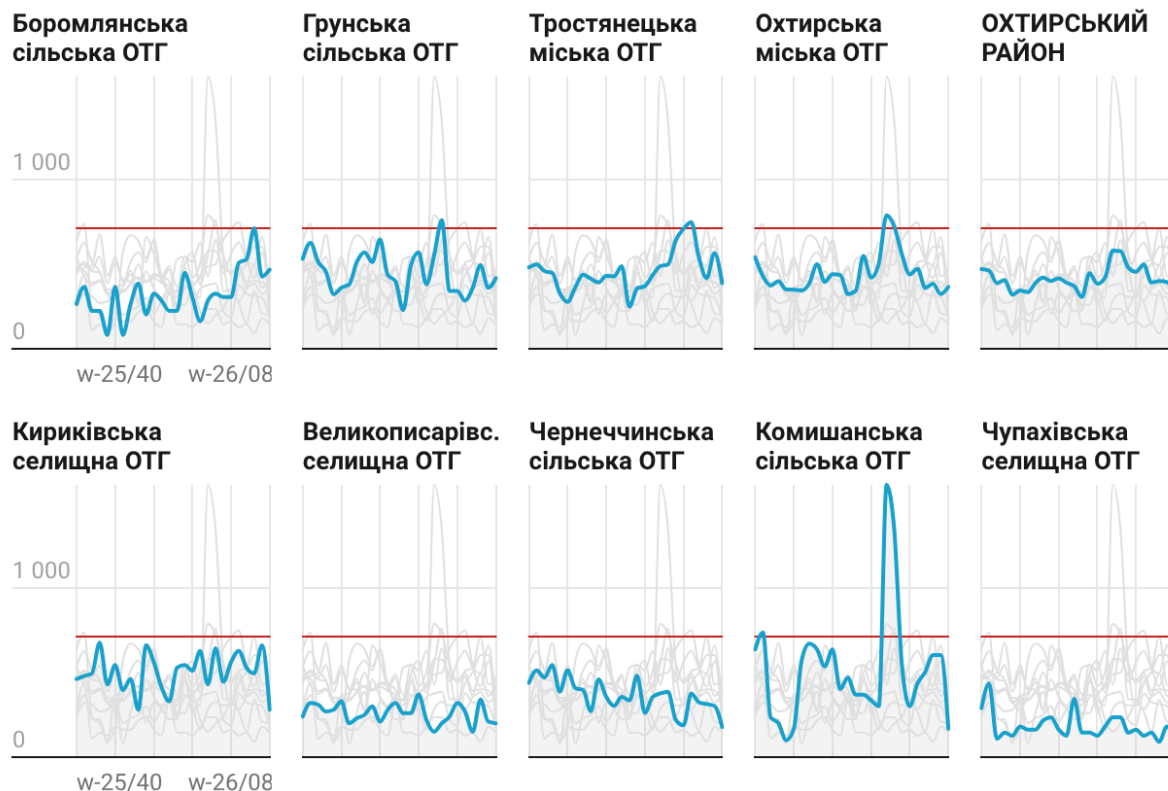 Боромлянська
сільська ОТГ
Грунська
сільська ОТГ
Тростянецька
міська ОТГ
Охтирська
міська ОТГ
ОХТИРСЬКИЙ
РАЙОН
1 000
0
w-25/40 w-26/08
Кириківська
селищна ОТГ
Великописарівс.
селищна ОТГ
Чернеччинська
сільська ОТГ
Комишанська
сільська ОТГ
Чупахівська
селищна ОТГ
1 000
0
w-25/40 w-26/08